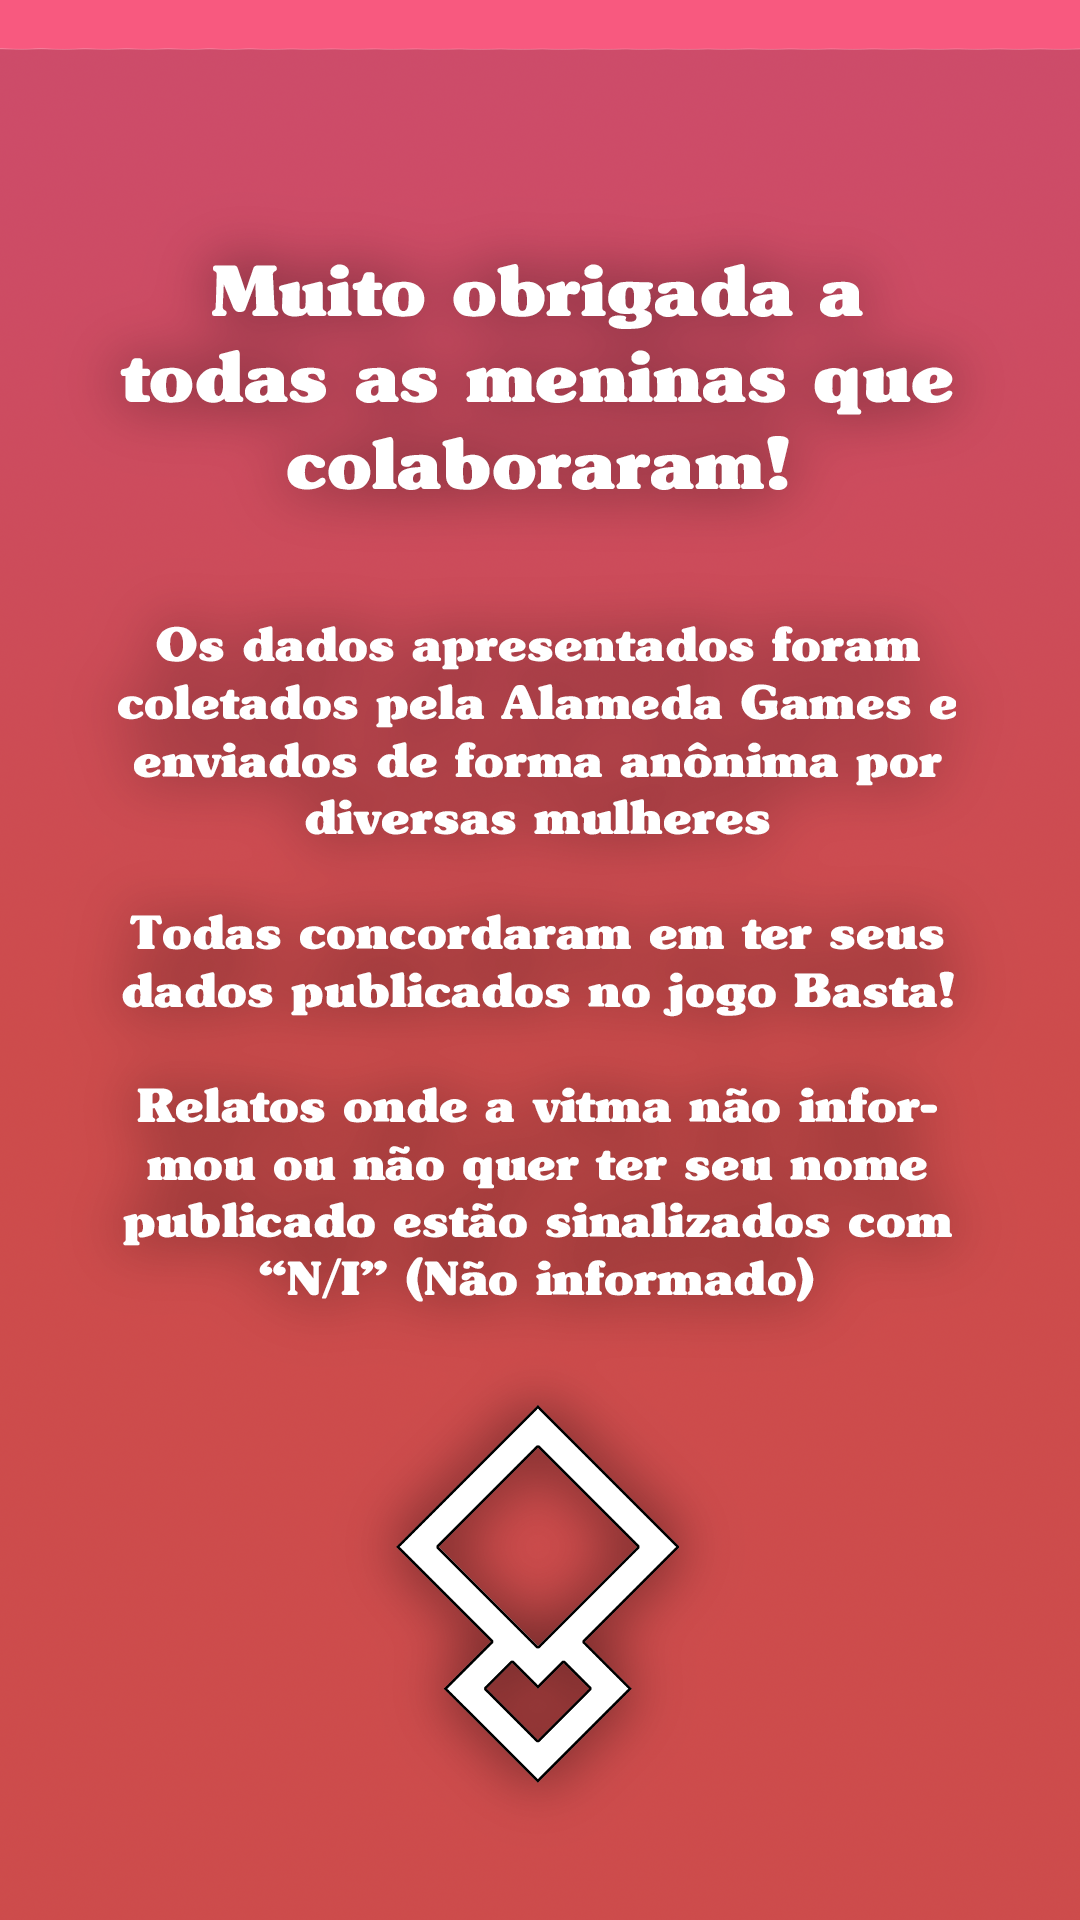 Muito obrigada a
todas as meninas que
colaboraram!
Os dados apresentados foram
coletados pela Alameda Games e
enviados de forma anônima por
diversas mulheres
Todas concordaram em ter seus
dados publicados no jogo Basta!
Relatos onde a vitma não infor-
mou ou não quer ter seu nome
publicado estão sinalizados com
“N/I” (Não informado)